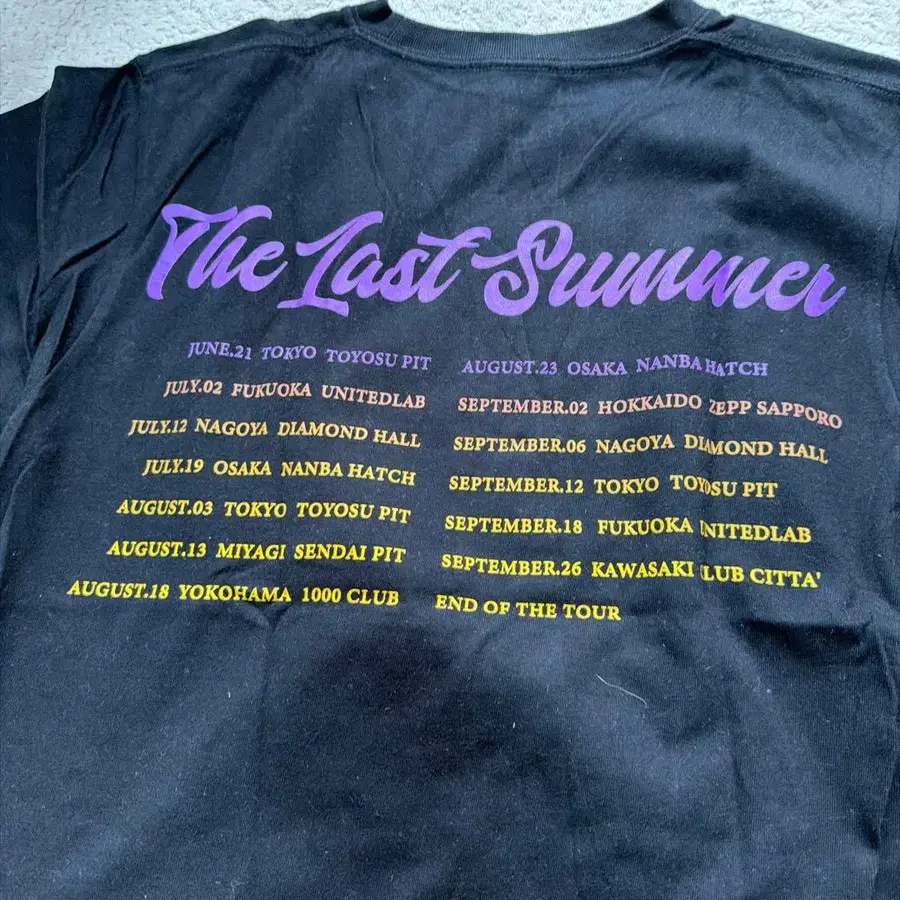 The Last Summer
JUNE.21 TOKYO TOYOSU PIT
JULY.02 FUKUOKA UNITEDLAB
JULY.12 NAGOYA DIAMOND HALL
JULY.19 OSAKA NANBA HATCH
AUGUST.03 TOKYO TOYOSU PIT
AUGUST.13 MIYAGI SENDAI PIT
AUGUST.18 YOKOHAMA 1000 CLUB
AUGUST.23 OSAKA NANBA HATCH
SEPTEMBER.02 HOKKAIDO ZEPP SAPPORO
SEPTEMBER.06 NAGOYA DIAMOND HALL
SEPTEMBER.12 TOKYO TOYOSU PIT
SEPTEMBER.18 FUKUOKA UNITEDLAB
SEPTEMBER.26 KAWASAKI CLUB CITTA'
END OF THE TOUR